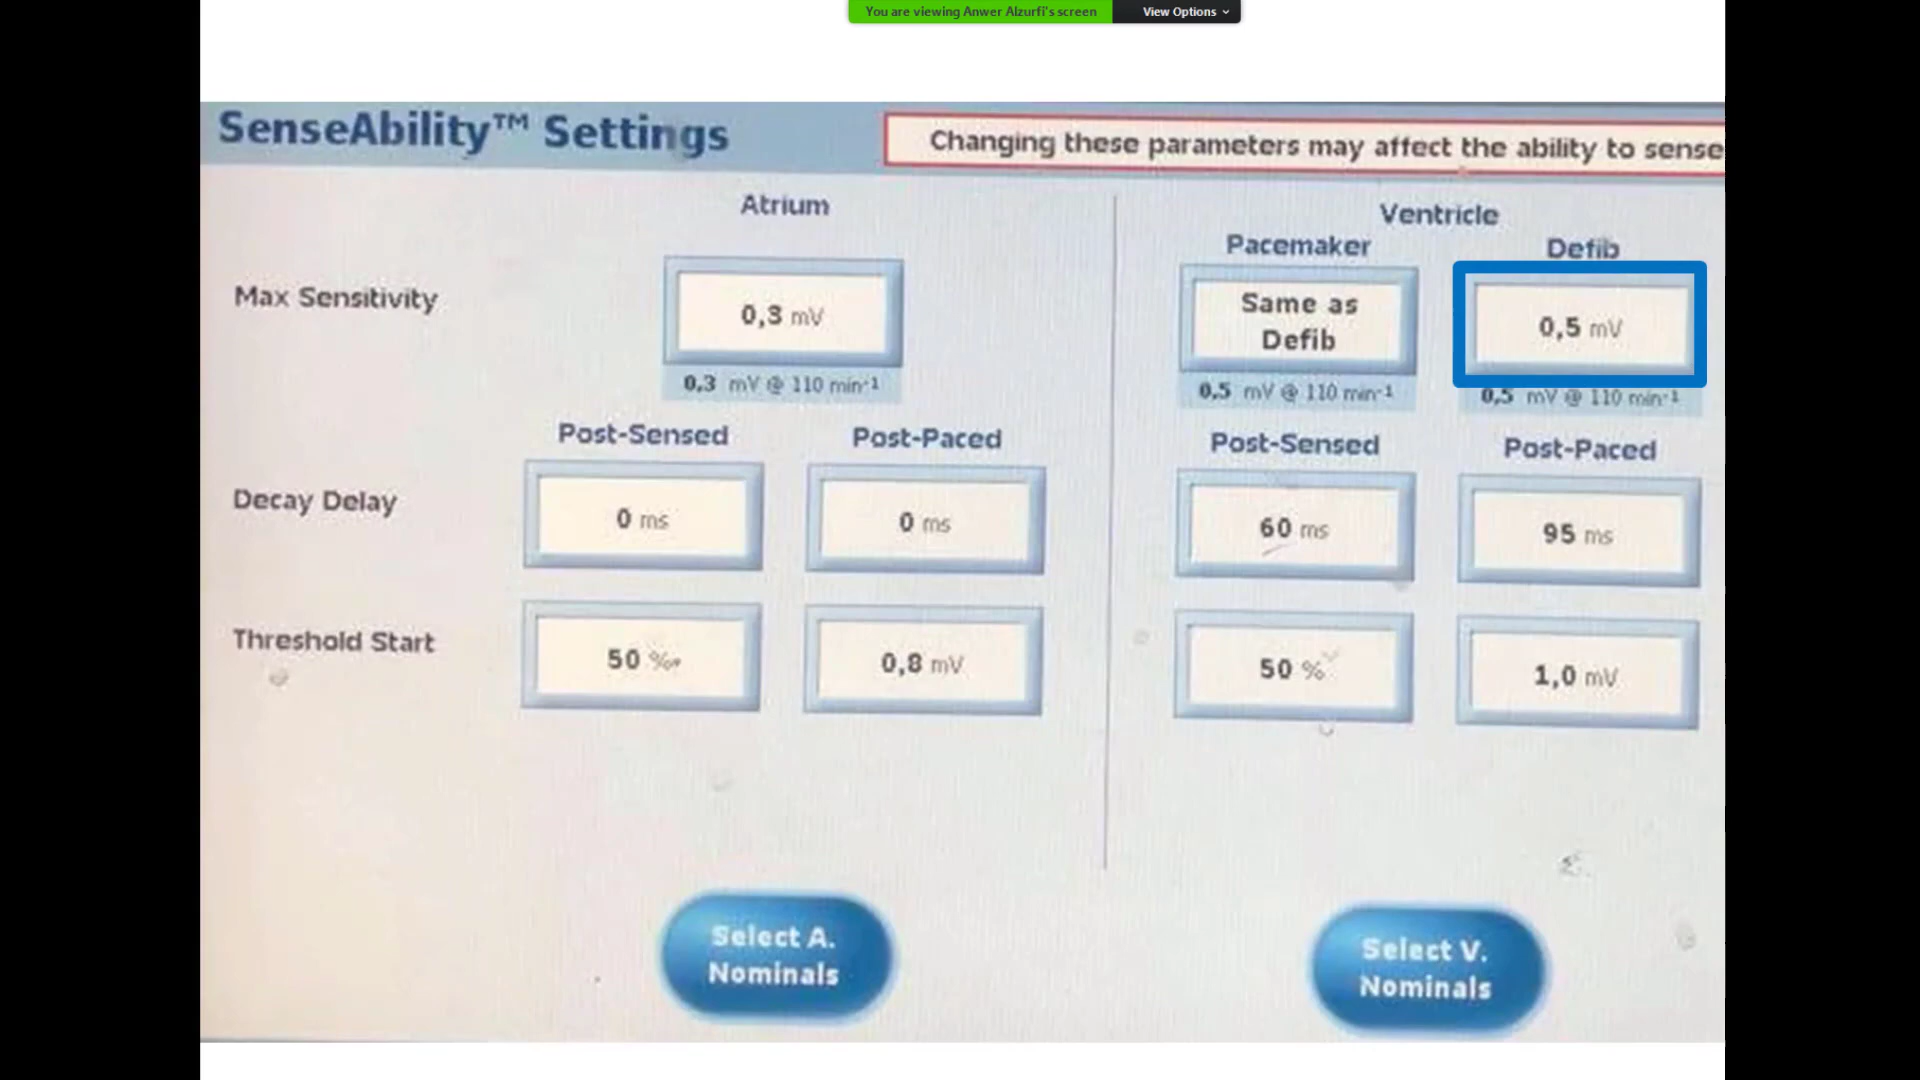 You are viewing Anwer Alzurfi's screen
View Options
SenseAbility™ Settings
Changing these parameters may affect the ability to sense
Atrium
Ventricle
Pacemaker
Defib
Max Sensitivity
0,3 mV
Same as
Defib
0,5 mV
0,3 mV @ 110 min-1
0,5 mV @ 110 min-1
0,5 mV @ 110 min-1
Post-Sensed
Post-Paced
Post-Sensed
Post-Paced
Decay Delay
0 ms
0 ms
60 ms
95 ms
Threshold Start
50 %
0,8 mV
50 %
1,0 mV
Select A.
Nominals
Select V.
Nominals